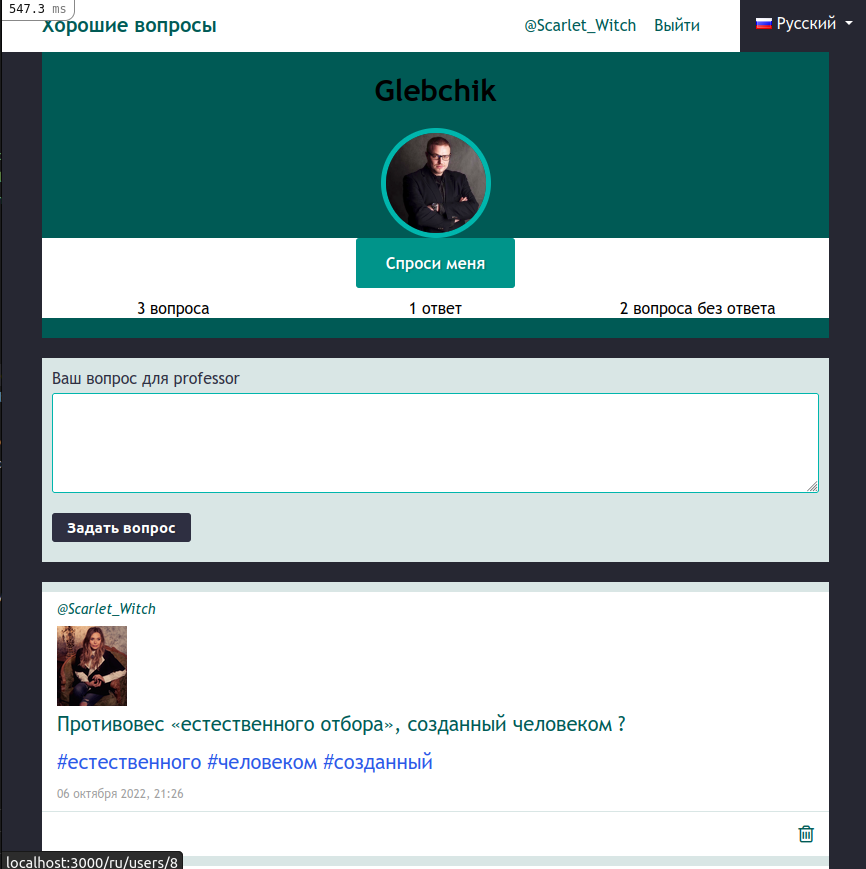 547.3 ms
Хорошие вопросы
@Scarlet_Witch Выйти
Русский
Glebchik
Спроси меня
3 вопроса 1 ответ 2 вопроса без ответа
Ваш вопрос для professor
Задать вопрос
@Scarlet_Witch
Противовес «естественного отбора», созданный человеком ?
#естественного #человеком #созданный
06 октября 2022, 21:26
localhost:3000/ru/users/8